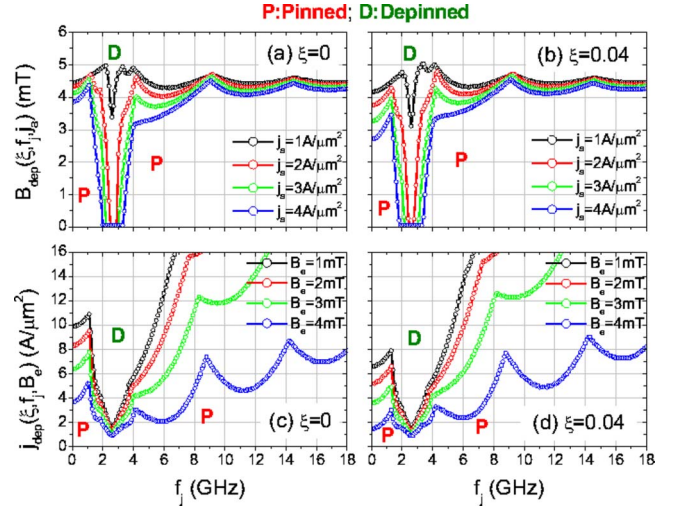 P:Pinned; D:Depinned
B_dep(ξ,f_j,j_a) (mT)
6
5
4
3
2
1
0
D
(a) ξ=0
P
P
j_a=1A/μm²
j_a=2A/μm²
j_a=3A/μm²
j_a=4A/μm²
D
(b) ξ=0.04
P
P
j_a=1A/μm²
j_a=2A/μm²
j_a=3A/μm²
j_a=4A/μm²
j_dep(ξ,f_j,B_e) (A/μm²)
16
14
12
10
8
6
4
2
0
B_e=1mT
B_e=2mT
B_e=3mT
B_e=4mT
D
P
P
(c) ξ=0
B_e=1mT
B_e=2mT
B_e=3mT
B_e=4mT
D
P
P
(d) ξ=0.04
0 2 4 6 8 10 12 14 16
0 2 4 6 8 10 12 14 16 18
f_j (GHz)
f_j (GHz)